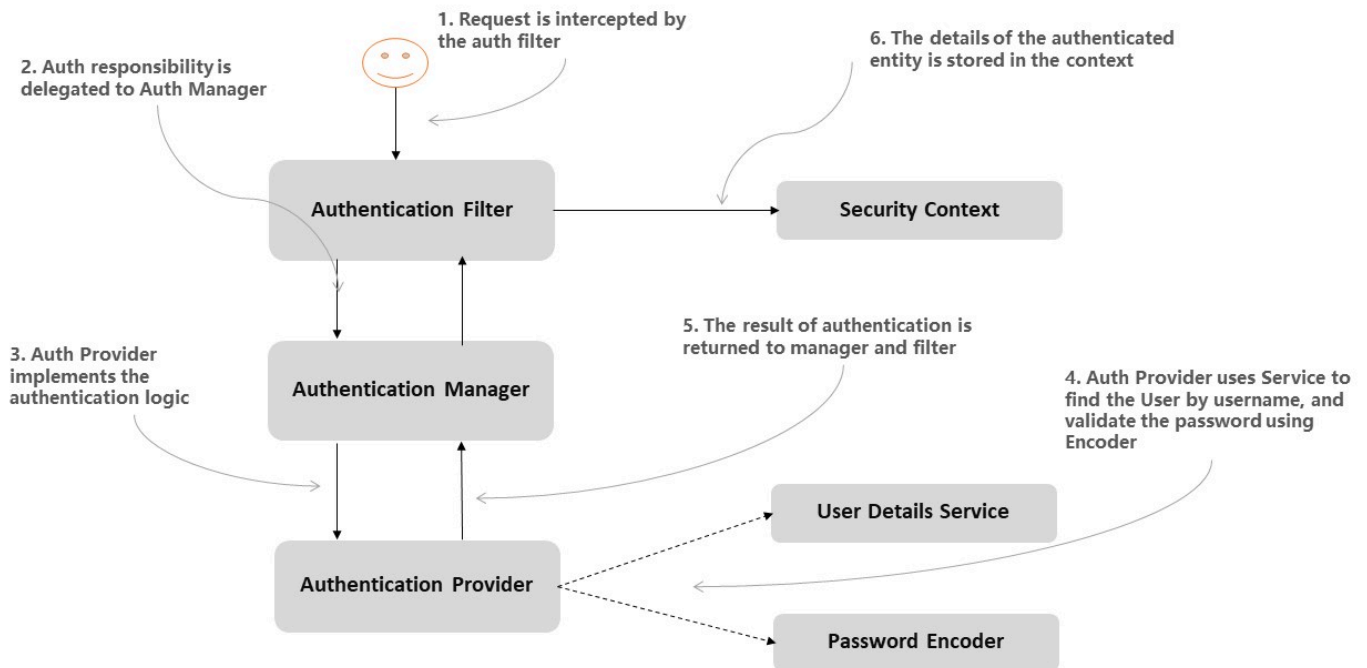 1. Request is intercepted by
the auth filter
2. Auth responsibility is
delegated to Auth Manager
6. The details of the authenticated
entity is stored in the context
Authentication Filter
Security Context
3. Auth Provider
implements the
authentication logic
5. The result of authentication is
returned to manager and filter
Authentication Manager
4. Auth Provider uses Service to
find the User by username, and
validate the password using
Encoder
User Details Service
Authentication Provider
Password Encoder